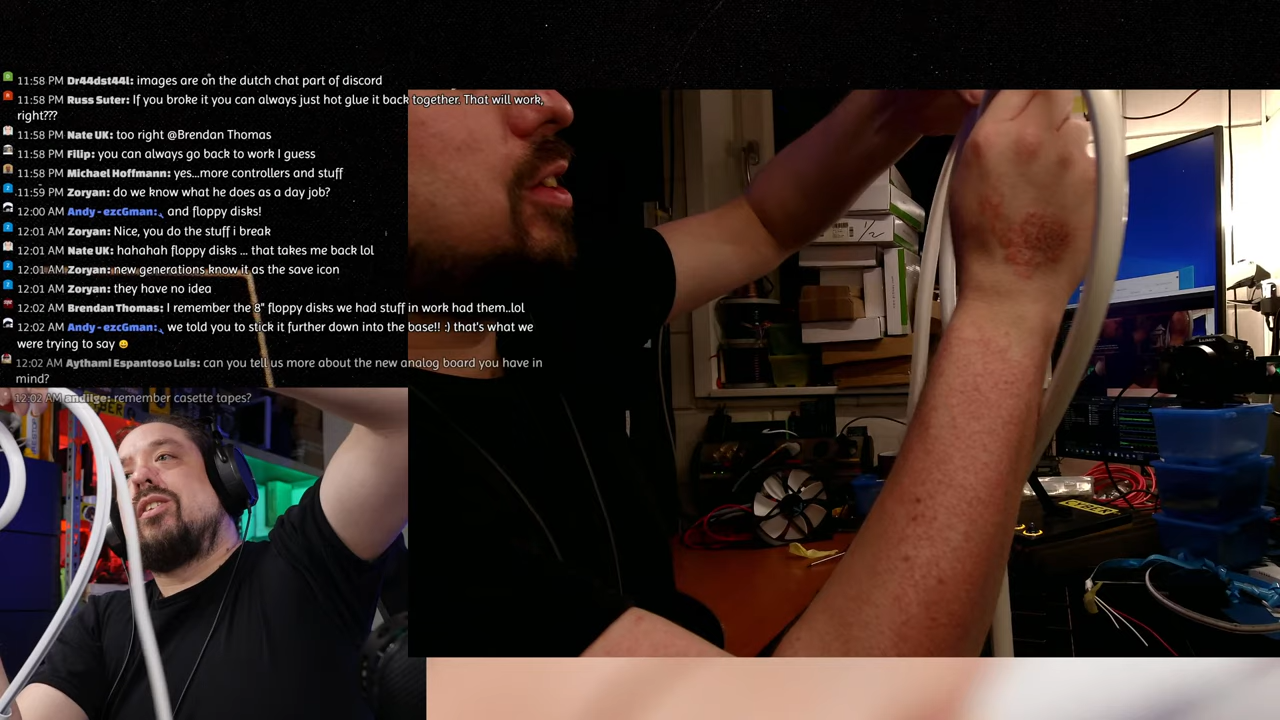 11:58 PM Dr44dst44l: images are on the dutch chat part of discord
11:58 PM Russ Suter: If you broke it you can always just hot glue it back together. That will work,
right???
11:58 PM Nate UK: too right @Brendan Thomas
11:58 PM Filip: you can always go back to work I guess
11:58 PM Michael Hoffmann: yes...more controllers and stuff
11:59 PM Zoryan: do we know what he does as a day job?
12:00 AM Andy - ezcGman: and floppy disks!
12:01 AM Zoryan: Nice, you do the stuff i break
12:01 AM Nate UK: hahahah floppy disks ... that takes me back lol
12:01 AM Zoryan: new generations know it as the save icon
12:01 AM Zoryan: they have no idea
12:02 AM Brendan Thomas: I remember the 8" floppy disks we had stuff in work had them..lol
12:02 AM Andy - ezcGman: we told you to stick it further down into the base!! :) that's what we
were trying to say 😀
12:02 AM Aythami Espantoso Luis: can you tell us more about the new analog board you have in
mind?
12:02 AM andilge: remember casette tapes?
1/2
LUMIX